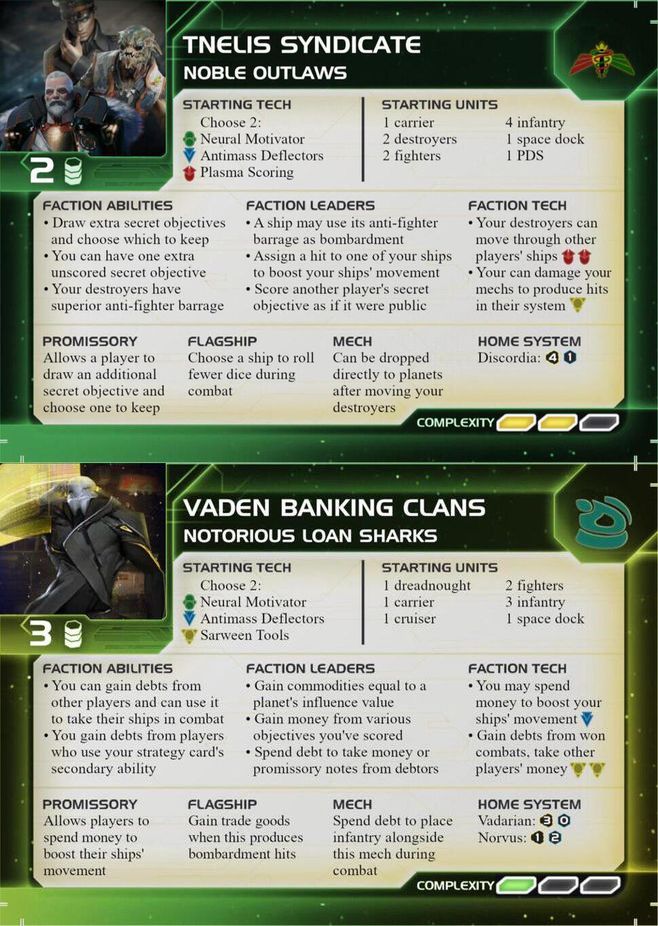 TNELIS SYNDICATE
NOBLE OUTLAWS
2
STARTING TECH
Choose 2:
Neural Motivator
Antimass Deflectors
Plasma Scoring
STARTING UNITS
1 carrier
2 destroyers
2 fighters
4 infantry
1 space dock
1 PDS
FACTION ABILITIES
• Draw extra secret objectives
and choose which to keep
• You can have one extra
unscored secret objective
• Your destroyers have
superior anti-fighter barrage
FACTION LEADERS
• A ship may use its anti-fighter
barrage as bombardment
• Assign a hit to one of your ships
to boost your ships' movement
• Score another player's secret
objective as if it were public
FACTION TECH
• Your destroyers can
move through other
players' ships
• Your can damage your
mechs to produce hits
in their system
PROMISSORY
Allows a player to
draw an additional
secret objective and
choose one to keep
FLAGSHIP
Choose a ship to roll
fewer dice during
combat
MECH
Can be dropped
directly to planets
after moving your
destroyers
HOME SYSTEM
Discordia: 4 1
COMPLEXITY
VADEN BANKING CLANS
NOTORIOUS LOAN SHARKS
3
STARTING TECH
Choose 2:
Neural Motivator
Antimass Deflectors
Sarween Tools
STARTING UNITS
1 dreadnought
1 carrier
1 cruiser
2 fighters
3 infantry
1 space dock
FACTION ABILITIES
• You can gain debts from
other players and can use it
to take their ships in combat
• You gain debts from players
who use your strategy card's
secondary ability
FACTION LEADERS
• Gain commodities equal to a
planet's influence value
• Gain money from various
objectives you've scored
• Spend debt to take money or
promissory notes from debtors
FACTION TECH
• You may spend
money to boost your
ships' movement
• Gain debts from won
combats, take other
players' money
PROMISSORY
Allows players to
spend money to
boost their ships'
movement
FLAGSHIP
Gain trade goods
when this produces
bombardment hits
MECH
Spend debt to place
infantry alongside
this mech during
combat
HOME SYSTEM
Vadarian: 3 0
Norvus: 1 2
COMPLEXITY